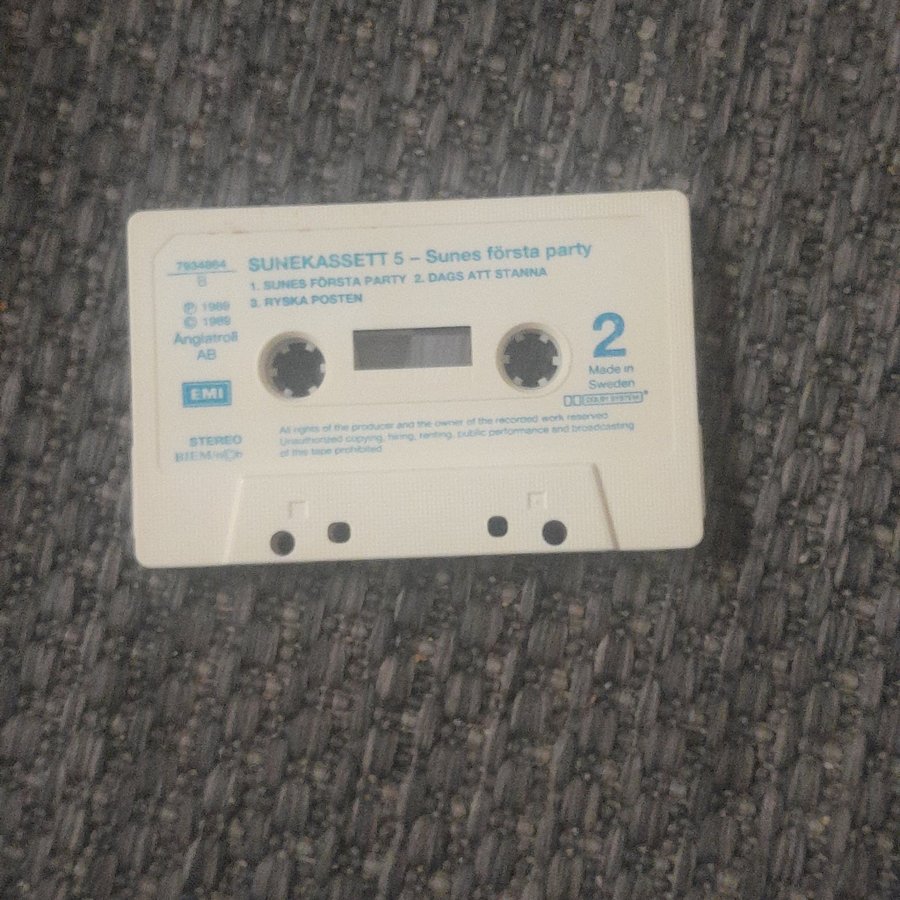 SUNEKASSETT 5 – Sunes första party
1. SUNES FÖRSTA PARTY 2. DAGS ATT STANNA
3. RYSKA POSTEN
7934864
B
Ⓟ 1989
© 1989
Änglatroll
AB
EMI
STEREO
BIEM/n©b
2
Made in
Sweden
DOLBY SYSTEM
All rights of the producer and the owner of the recorded work reserved
Unauthorized copying, hiring, renting, public performance and broadcasting
of this tape prohibited